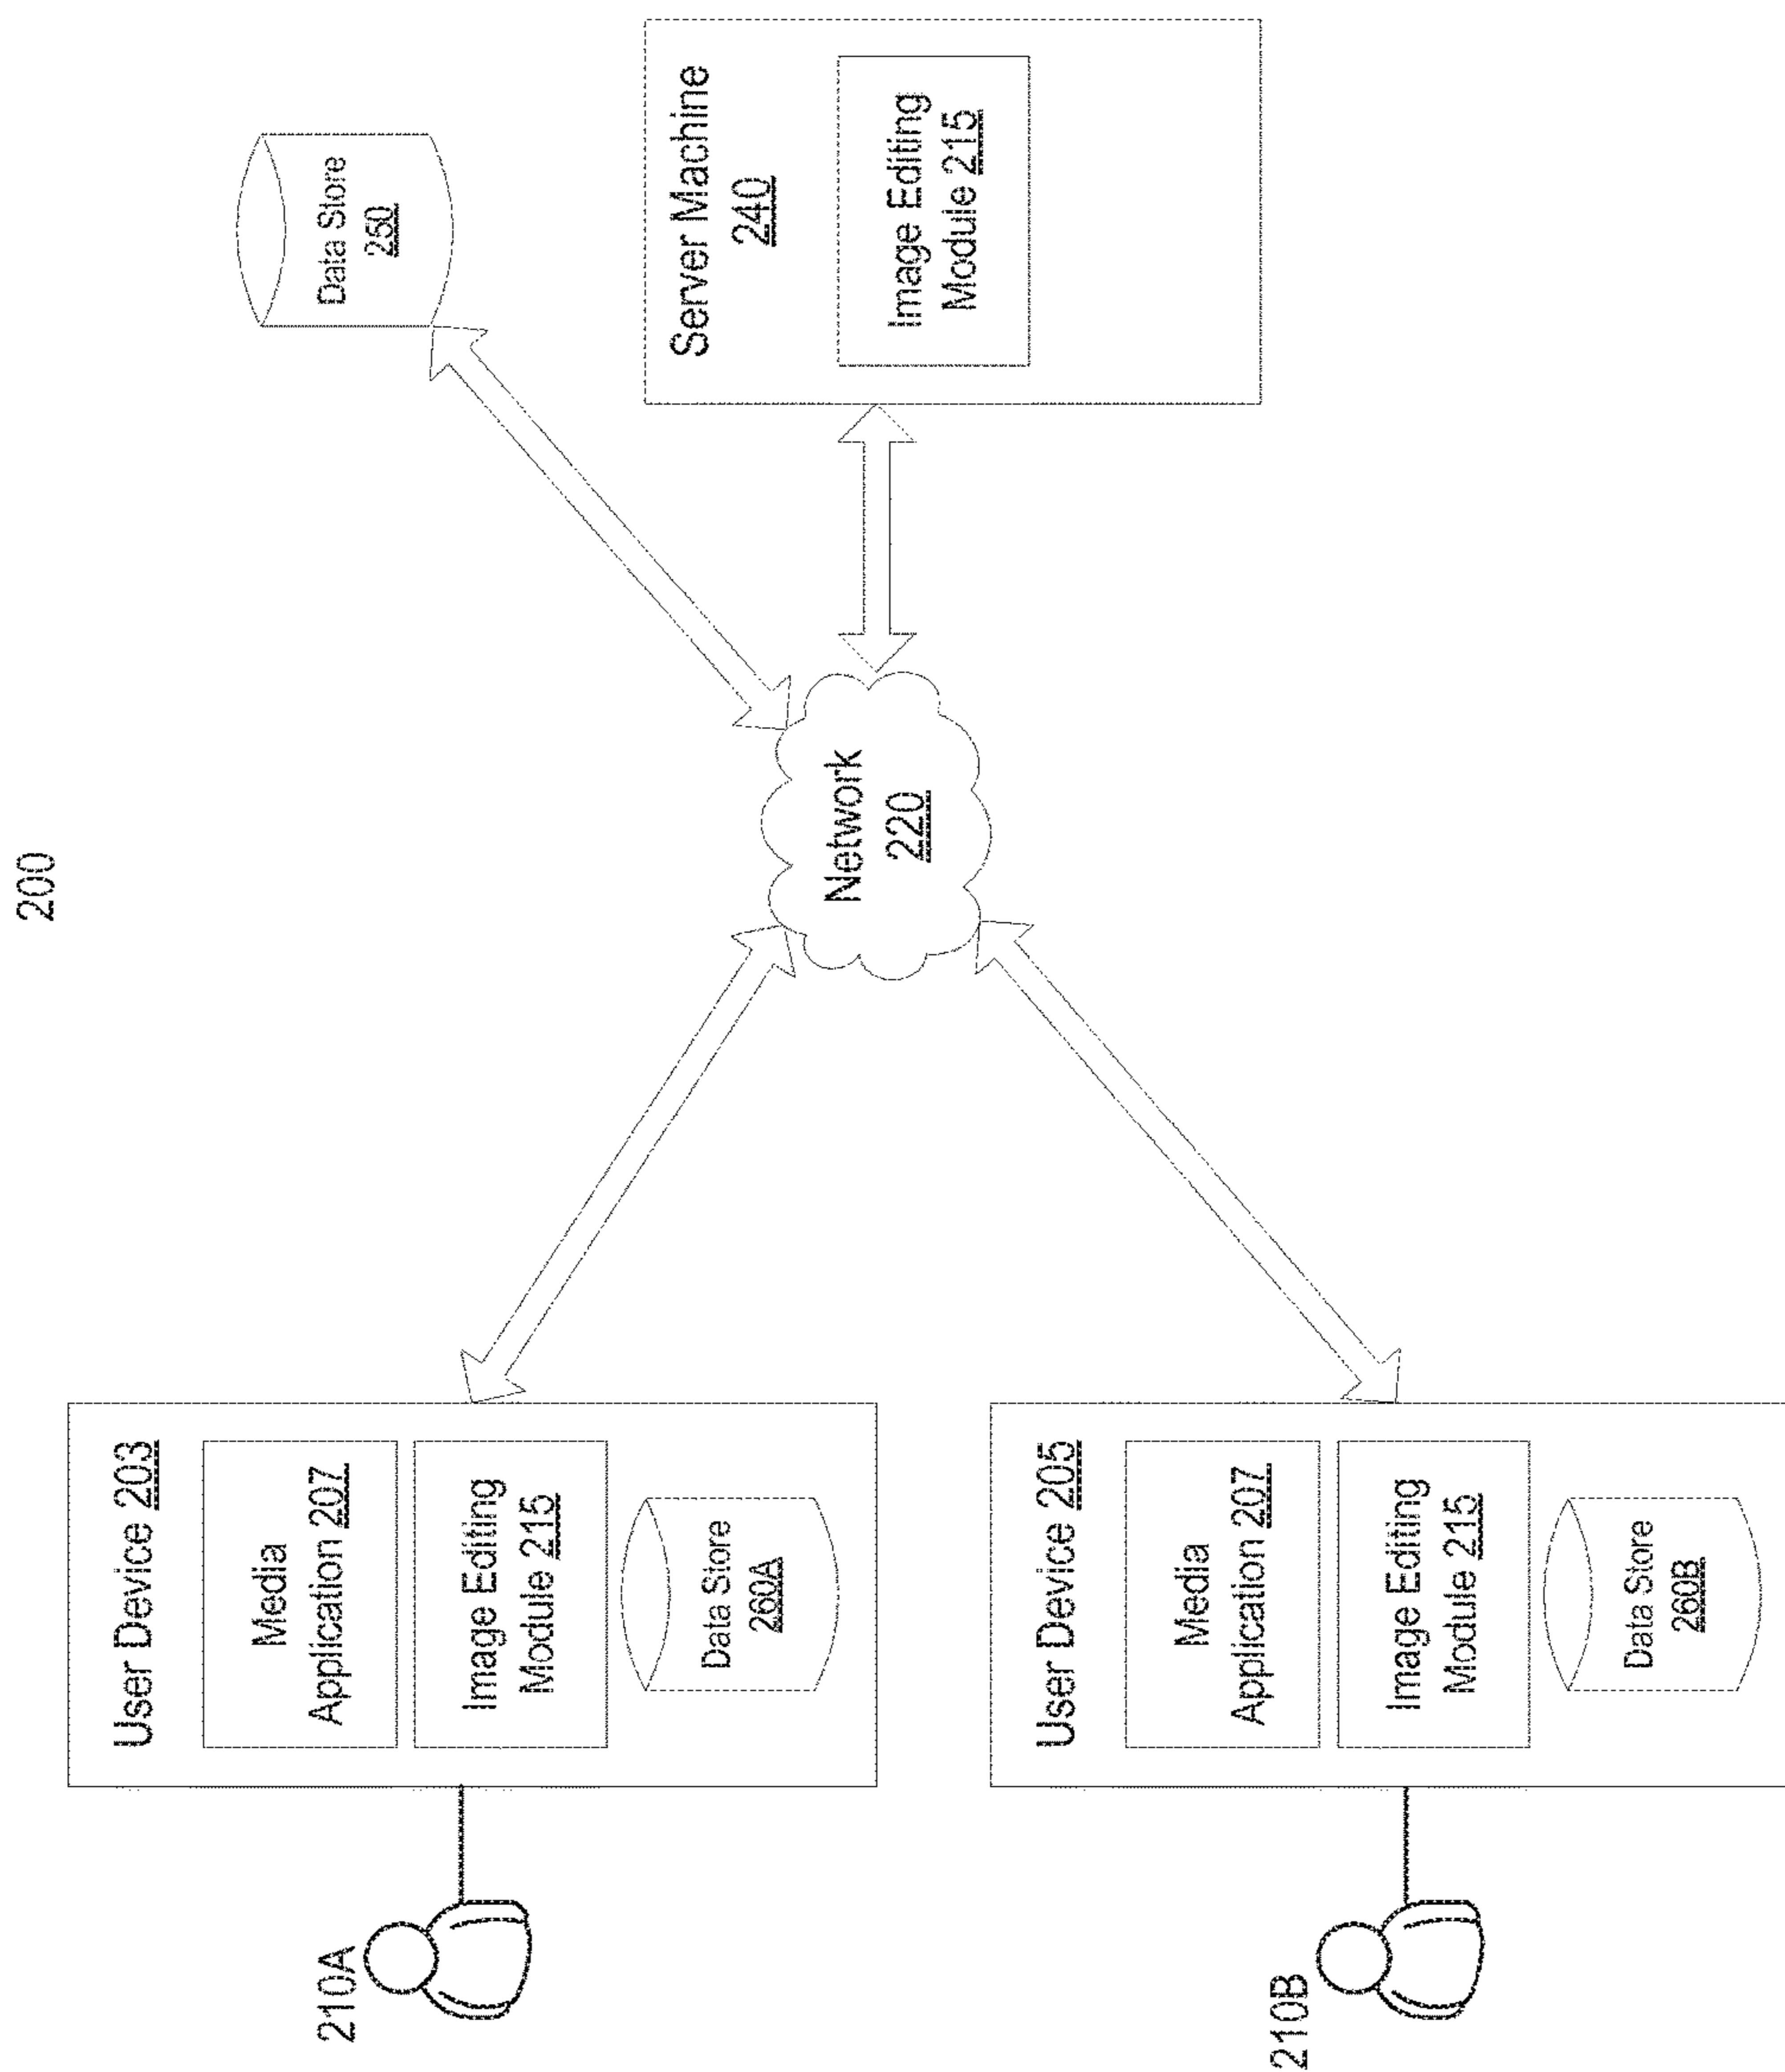 200
210A
User Device 203
Media
Application 207
Image Editing
Module 215
Data Store
260A
210B
User Device 205
Media
Application 207
Image Editing
Module 215
Data Store
260B
Network
220
Data Store
250
Server Machine
240
Image Editing
Module 215